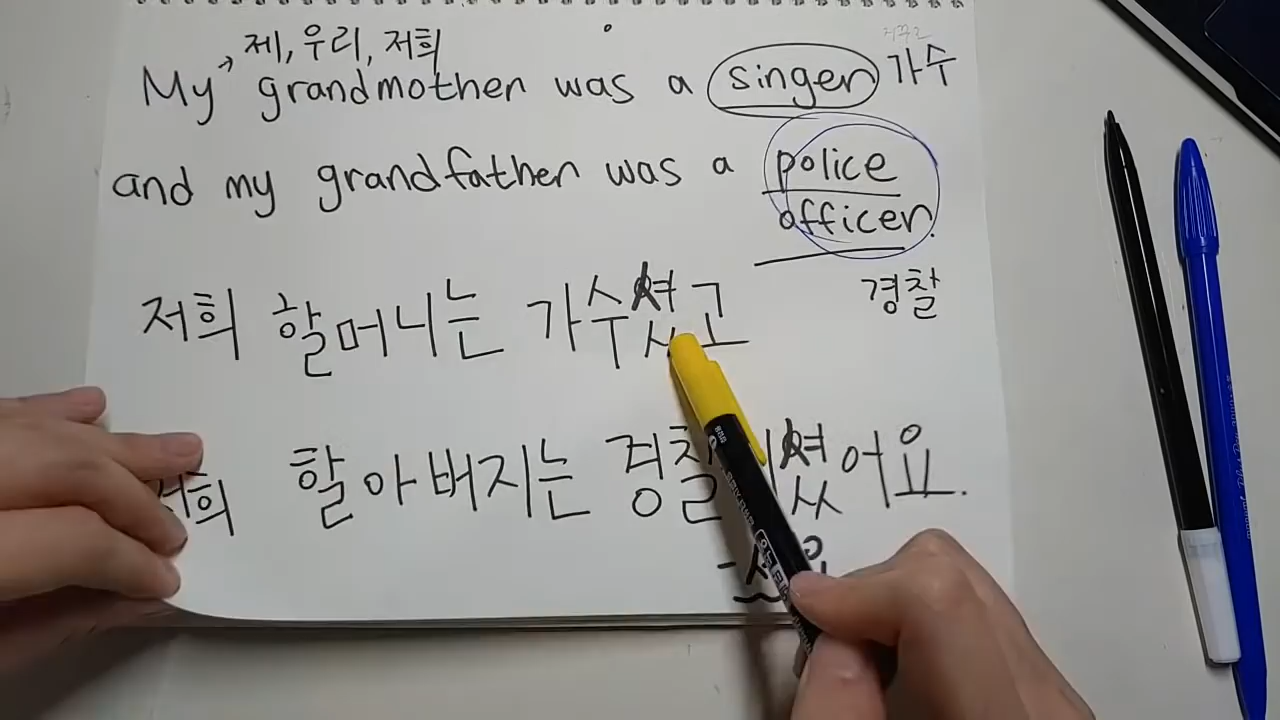 제, 우리, 저희
My → grandmother was a singer 가수
and my grandfather was a police
officer.
경찰
저희 할머니는 가수셨고
저희 할아버지는 경찰이셨어요.